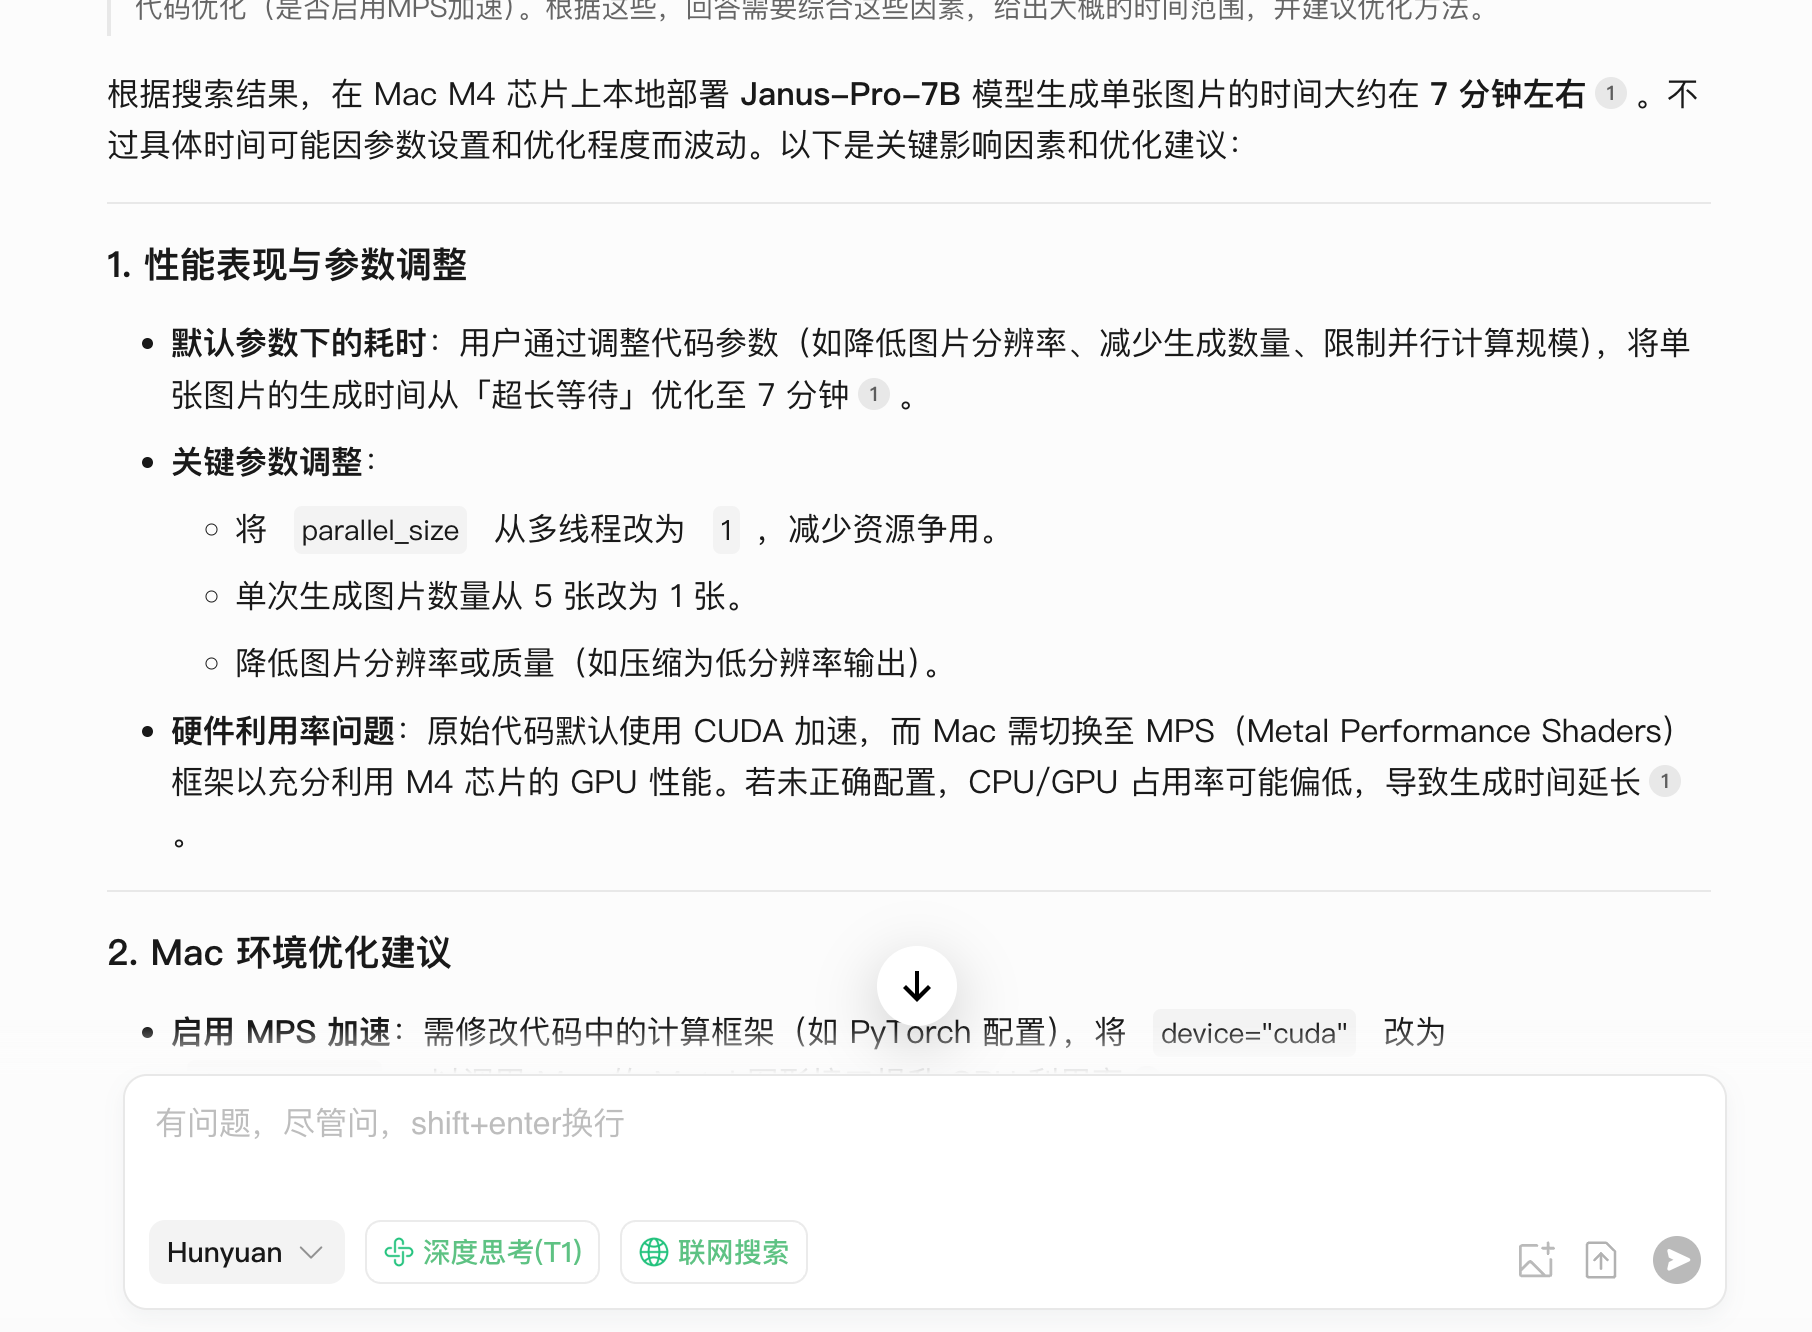 代码优化（是否启用MPS加速）。根据这些，回答需要综合这些因素，给出大概的时间范围，并建议优化方法。
根据搜索结果，在 Mac M4 芯片上本地部署 Janus-Pro-7B 模型生成单张图片的时间大约在 7 分钟左右 1 。不
过具体时间可能因参数设置和优化程度而波动。以下是关键影响因素和优化建议：
1. 性能表现与参数调整
• 默认参数下的耗时：用户通过调整代码参数（如降低图片分辨率、减少生成数量、限制并行计算规模），将单
张图片的生成时间从「超长等待」优化至 7 分钟 1 。
• 关键参数调整：
○ 将 parallel_size 从多线程改为 1 ，减少资源争用。
○ 单次生成图片数量从 5 张改为 1 张。
○ 降低图片分辨率或质量（如压缩为低分辨率输出）。
• 硬件利用率问题：原始代码默认使用 CUDA 加速，而 Mac 需切换至 MPS（Metal Performance Shaders）
框架以充分利用 M4 芯片的 GPU 性能。若未正确配置，CPU/GPU 占用率可能偏低，导致生成时间延长 1
。
2. Mac 环境优化建议
• 启用 MPS 加速：需修改代码中的计算框架（如 PyTorch 配置），将 device="cuda" 改为
有问题，尽管问，shift+enter换行
Hunyuan 深度思考(T1) 联网搜索